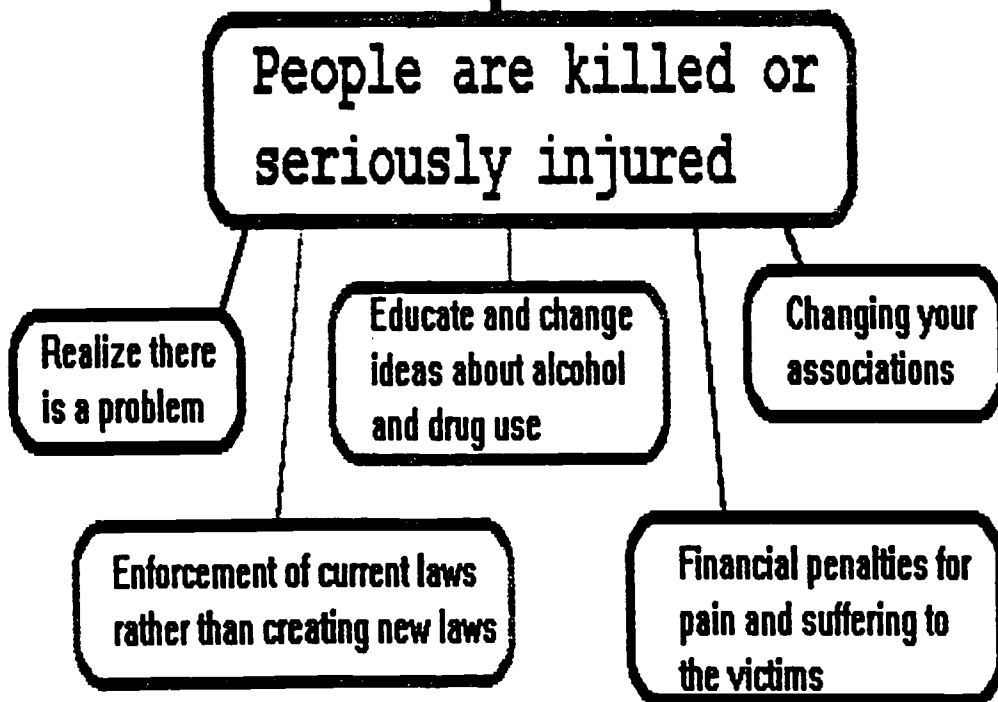 People are killed or
seriously injured
Realize there
is a problem
Educate and change
ideas about alcohol
and drug use
Changing your
associations
Enforcement of current laws
rather than creating new laws
Financial penalties for
pain and suffering to
the victims